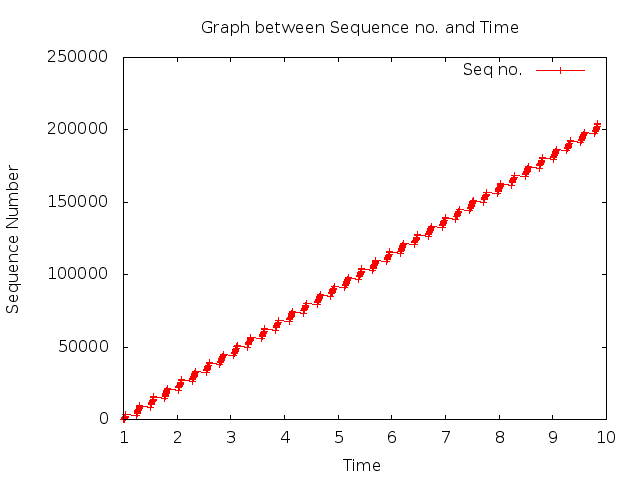 Graph between Sequence no. and Time
250000
Seq no.
200000
150000
Sequence Number
100000
50000
0
1 2 3 4 5 6 7 8 9 10
Time